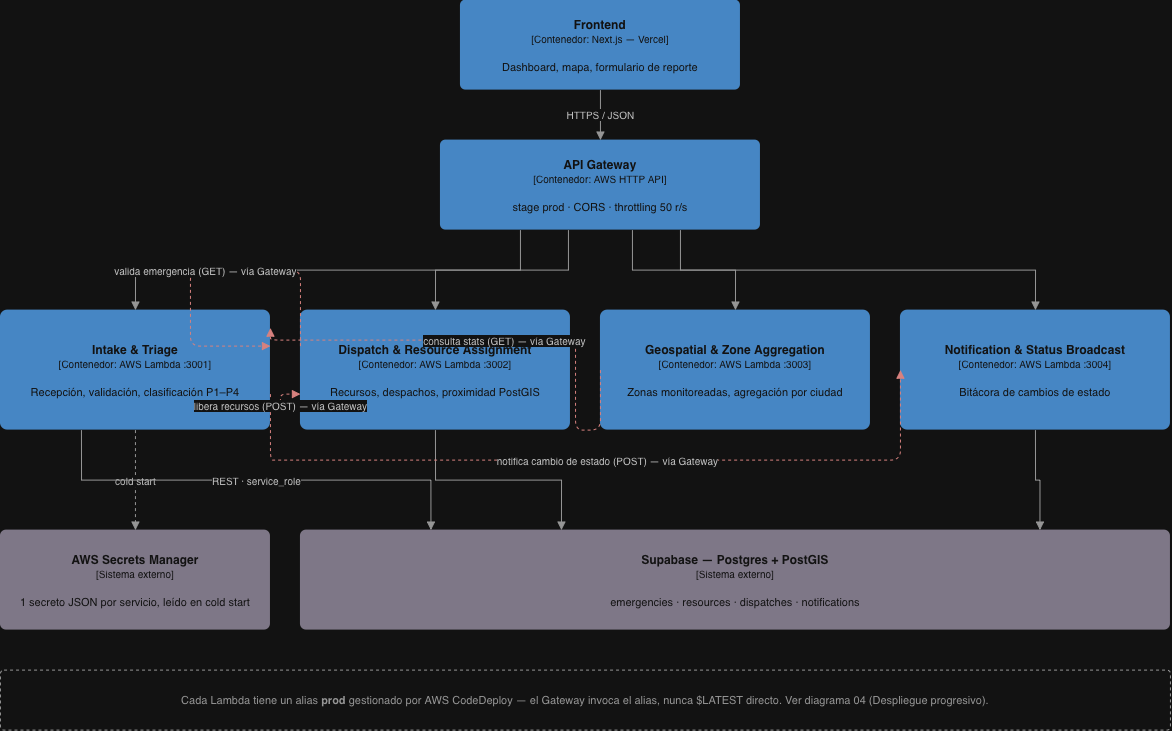 Frontend
[Contenedor: Next.js — Vercel]
Dashboard, mapa, formulario de reporte
HTTPS / JSON
API Gateway
[Contenedor: AWS HTTP API]
stage prod · CORS · throttling 50 r/s
valida emergencia (GET) — vía Gateway
consulta stats (GET) — vía Gateway
Intake & Triage
[Contenedor: AWS Lambda :3001]
Recepción, validación, clasificación P1–P4
Dispatch & Resource Assignment
[Contenedor: AWS Lambda :3002]
Recursos, despachos, proximidad PostGIS
Geospatial & Zone Aggregation
[Contenedor: AWS Lambda :3003]
Zonas monitoreadas, agregación por ciudad
Notification & Status Broadcast
[Contenedor: AWS Lambda :3004]
Bitácora de cambios de estado
libera recursos (POST) — vía Gateway
notifica cambio de estado (POST) — vía Gateway
cold start
REST · service_role
AWS Secrets Manager
[Sistema externo]
1 secreto JSON por servicio, leído en cold start
Supabase — Postgres + PostGIS
[Sistema externo]
emergencies · resources · dispatches · notifications
Cada Lambda tiene un alias prod gestionado por AWS CodeDeploy — el Gateway invoca el alias, nunca $LATEST directo. Ver diagrama 04 (Despliegue progresivo).